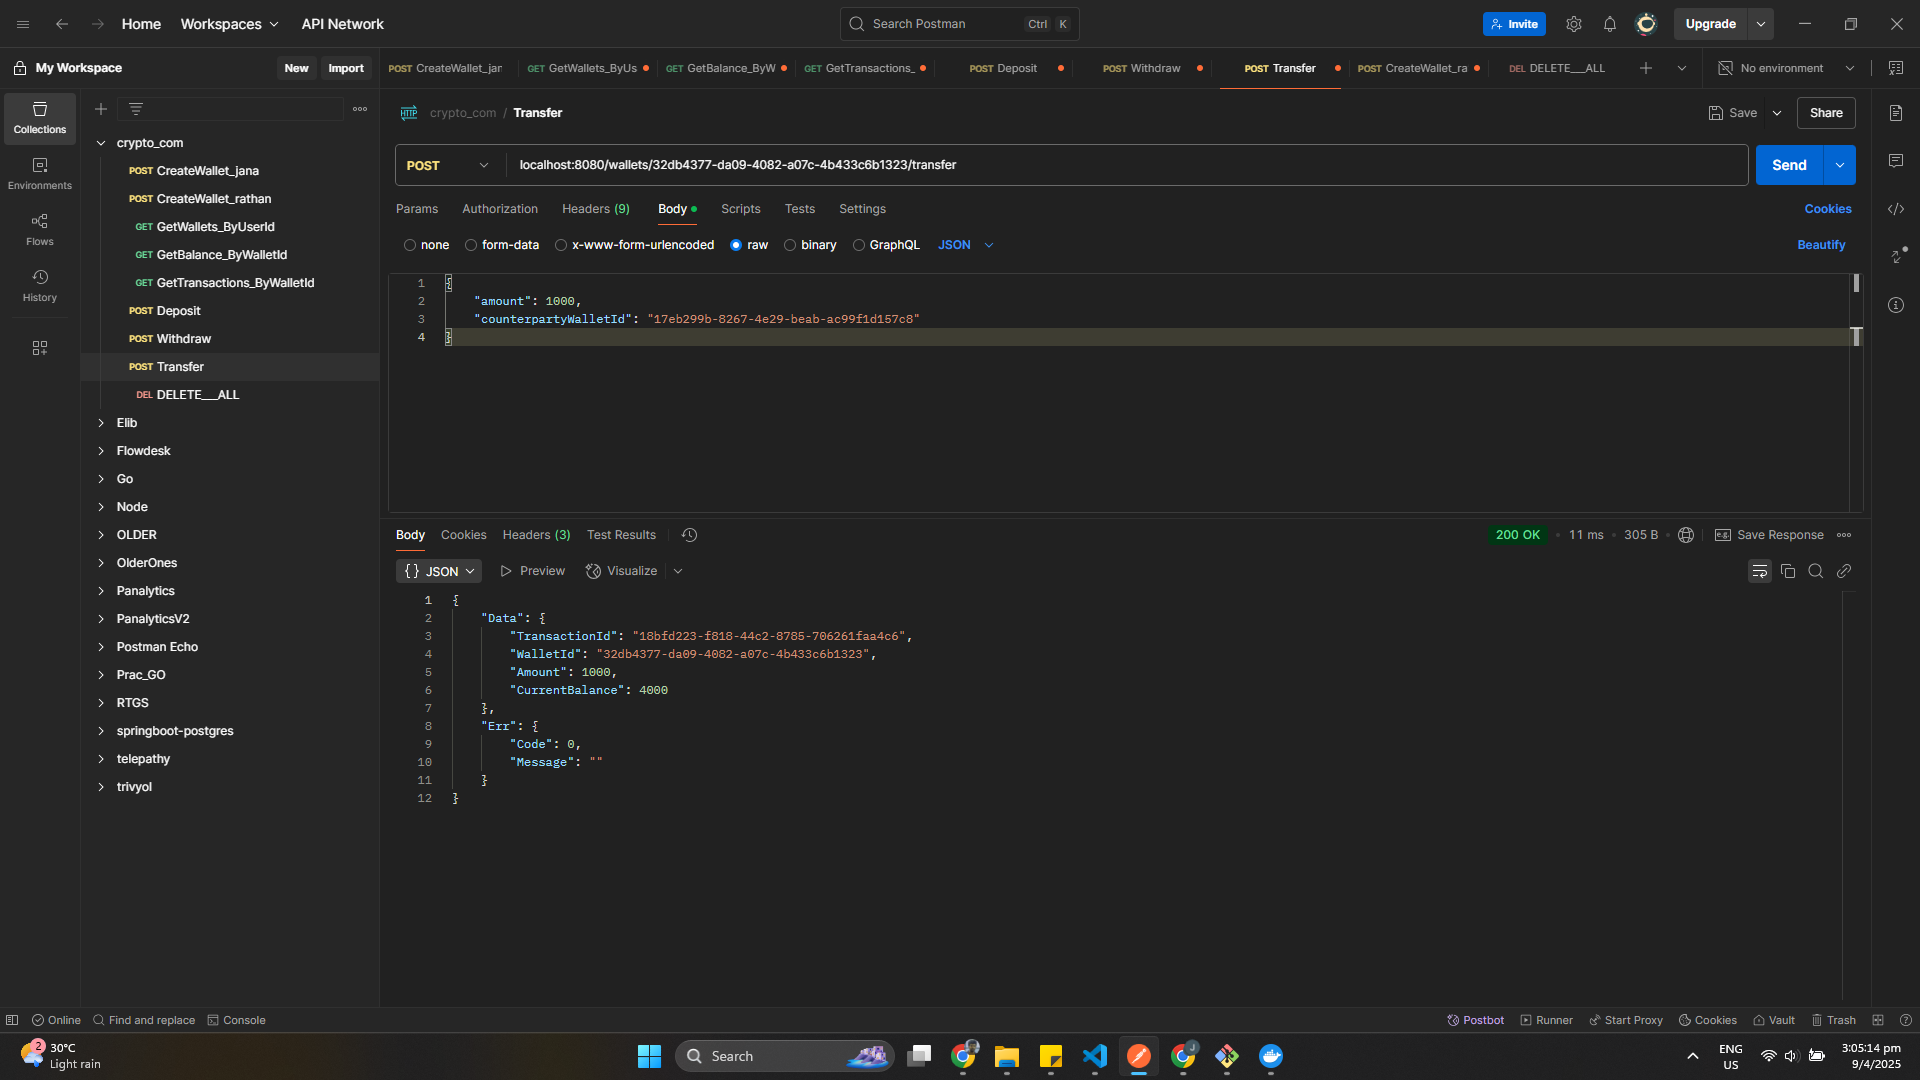 Home Workspaces API Network Search Postman Ctrl K Invite Upgrade
My Workspace New Import POST CreateWallet_jar GET GetWallets_ByUs GET GetBalance_ByW GET GetTransactions_ POST Deposit POST Withdraw POST Transfer POST CreateWallet_ra DEL DELETE___ALL No environment
Collections
Environments
Flows
History
crypto_com
POST CreateWallet_jana
POST CreateWallet_rathan
GET GetWallets_ByUserId
GET GetBalance_ByWalletId
GET GetTransactions_ByWalletId
POST Deposit
POST Withdraw
POST Transfer
DEL DELETE___ALL
Elib
Flowdesk
Go
Node
OLDER
OlderOnes
Panalytics
PanalyticsV2
Postman Echo
Prac_GO
RTGS
springboot-postgres
telepathy
trivyol
HTTP crypto_com / Transfer Save Share
POST localhost:8080/wallets/32db4377-da09-4082-a07c-4b433c6b1323/transfer Send
Params Authorization Headers (9) Body Scripts Tests Settings Cookies
none form-data x-www-form-urlencoded raw binary GraphQL JSON Beautify
1 {
2 "amount": 1000,
3 "counterpartyWalletId": "17eb299b-8267-4e29-beab-ac99f1d157c8"
4 }
Body Cookies Headers (3) Test Results 200 OK 11 ms 305 B e.g. Save Response
{} JSON Preview Visualize
1 {
2 "Data": {
3 "TransactionId": "18bfd223-f818-44c2-8785-706261faa4c6",
4 "WalletId": "32db4377-da09-4082-a07c-4b433c6b1323",
5 "Amount": 1000,
6 "CurrentBalance": 4000
7 },
8 "Err": {
9 "Code": 0,
10 "Message": ""
11 }
12 }
Online Find and replace Console Postbot Runner Start Proxy Cookies Vault Trash
2 30°C
Light rain
Search
J
ENG
US
3:05:14 pm
9/4/2025